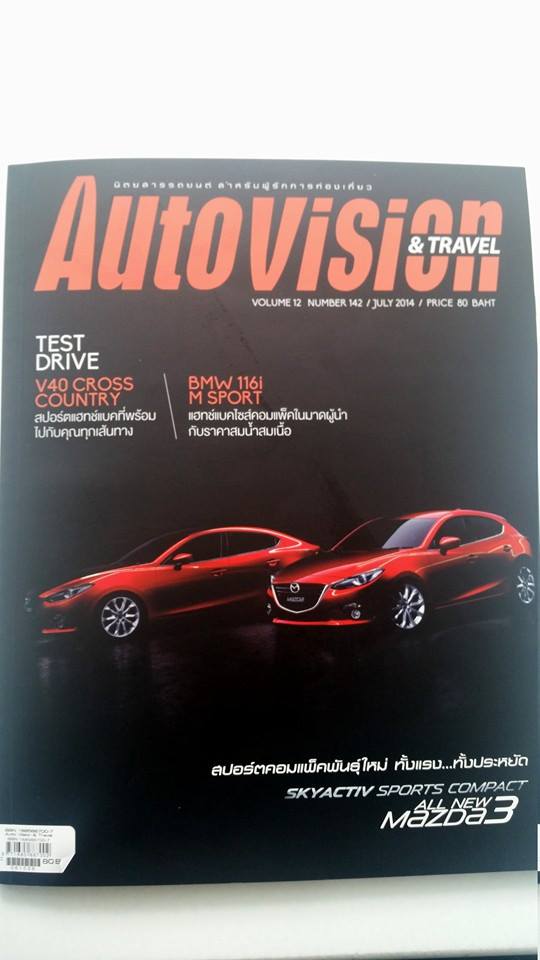 นิตยสารรถยนต์ สำหรับผู้รักการท่องเที่ยว
AutoVision
& TRAVEL
VOLUME 12 NUMBER 142 / JULY 2014 / PRICE 80 BAHT
TEST
DRIVE
V40 CROSS
COUNTRY
สปอร์ตแฮทช์แบคที่พร้อม
ไปกับคุณทุกเส้นทาง
BMW 116i
M SPORT
แฮทช์แบคไซส์คอมแพ็คในมาดผู้นำ
กับราคาสมน้ำสมเนื้อ
mazda
สปอร์ตคอมแพ็คพันธุ์ใหม่ ทั้งแรง...ทั้งประหยัด
SKYACTIV SPORTS COMPACT
ALL NEW
mazda3
Auto Vision & Travel
80 ฿